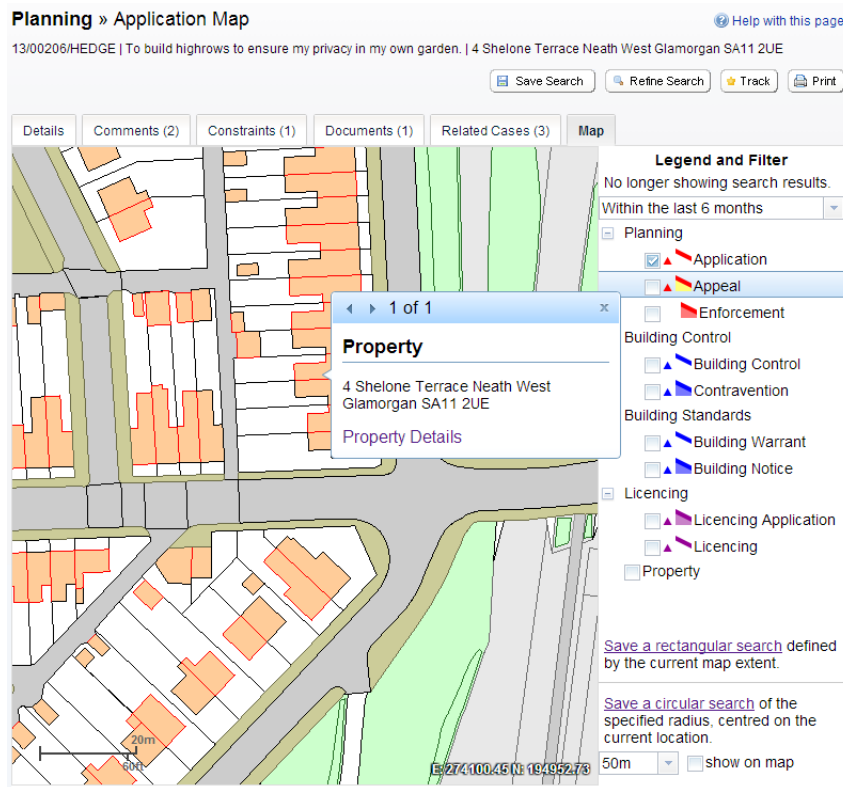 Planning » Application Map
Help with this page
13/00206/HEDGE | To build highrows to ensure my privacy in my own garden. | 4 Shelone Terrace Neath West Glamorgan SA11 2UE
Save Search
Refine Search
Track
Print
Details
Comments (2)
Constraints (1)
Documents (1)
Related Cases (3)
Map
1 of 1
x
Property
4 Shelone Terrace Neath West
Glamorgan SA11 2UE
Property Details
20m
60ft
E: 274100.45 N: 194952.73
Legend and Filter
No longer showing search results.
Within the last 6 months
Planning
Application
Appeal
Enforcement
Building Control
Building Control
Contravention
Building Standards
Building Warrant
Building Notice
Licencing
Licencing Application
Licencing
Property
Save a rectangular search defined
by the current map extent.
Save a circular search of the
specified radius, centred on the
current location.
50m
show on map